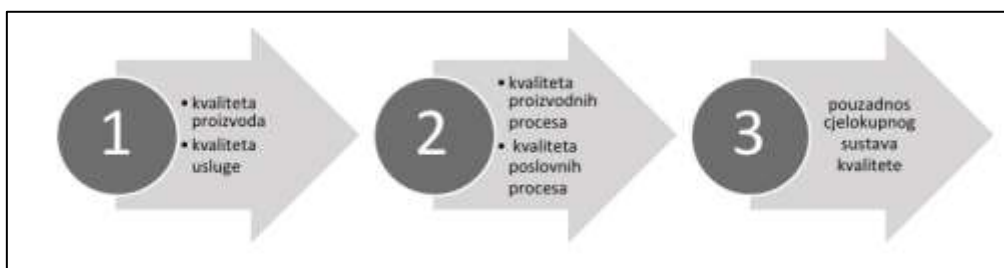 1
• kvaliteta
proizvoda
• kvaliteta
usluge
2
• kvaliteta
proizvodnih
procesa
• kvaliteta
poslovnih
procesa
3
pouzadnos
cjelokupnog
sustava
kvalitete